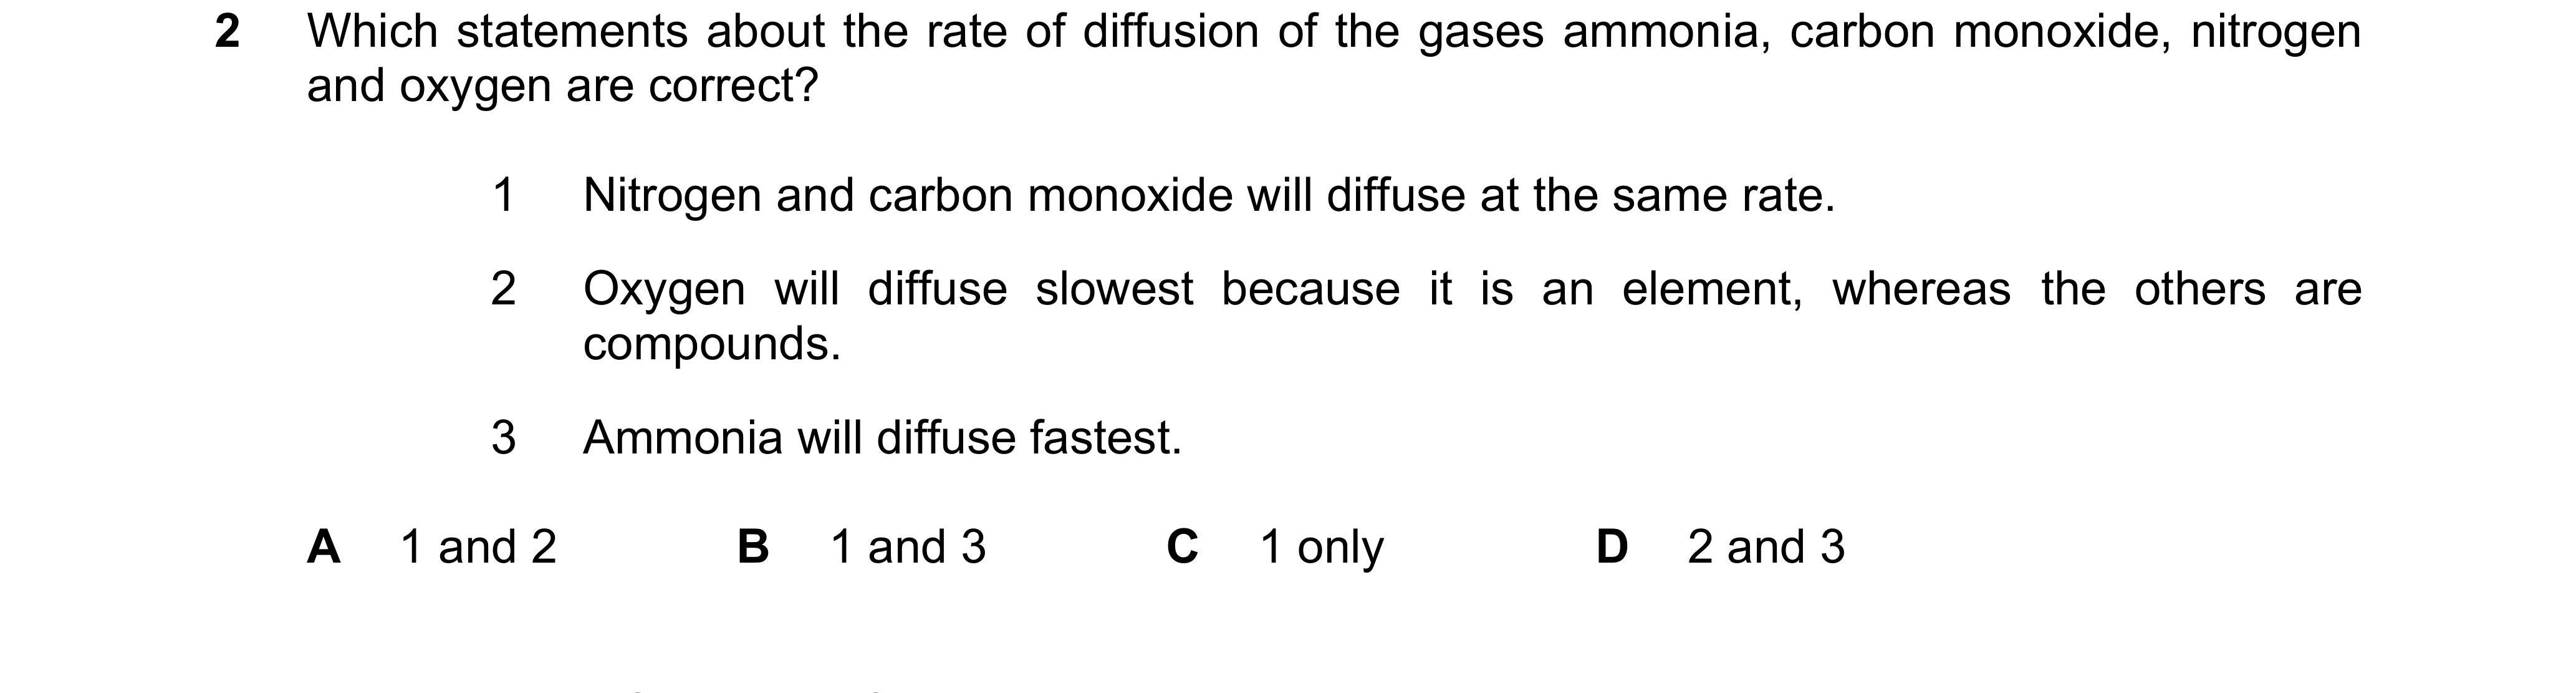 2 Which statements about the rate of diffusion of the gases ammonia, carbon monoxide, nitrogen
and oxygen are correct?
1 Nitrogen and carbon monoxide will diffuse at the same rate.
2 Oxygen will diffuse slowest because it is an element, whereas the others are
compounds.
3 Ammonia will diffuse fastest.
A 1 and 2 B 1 and 3 C 1 only D 2 and 3